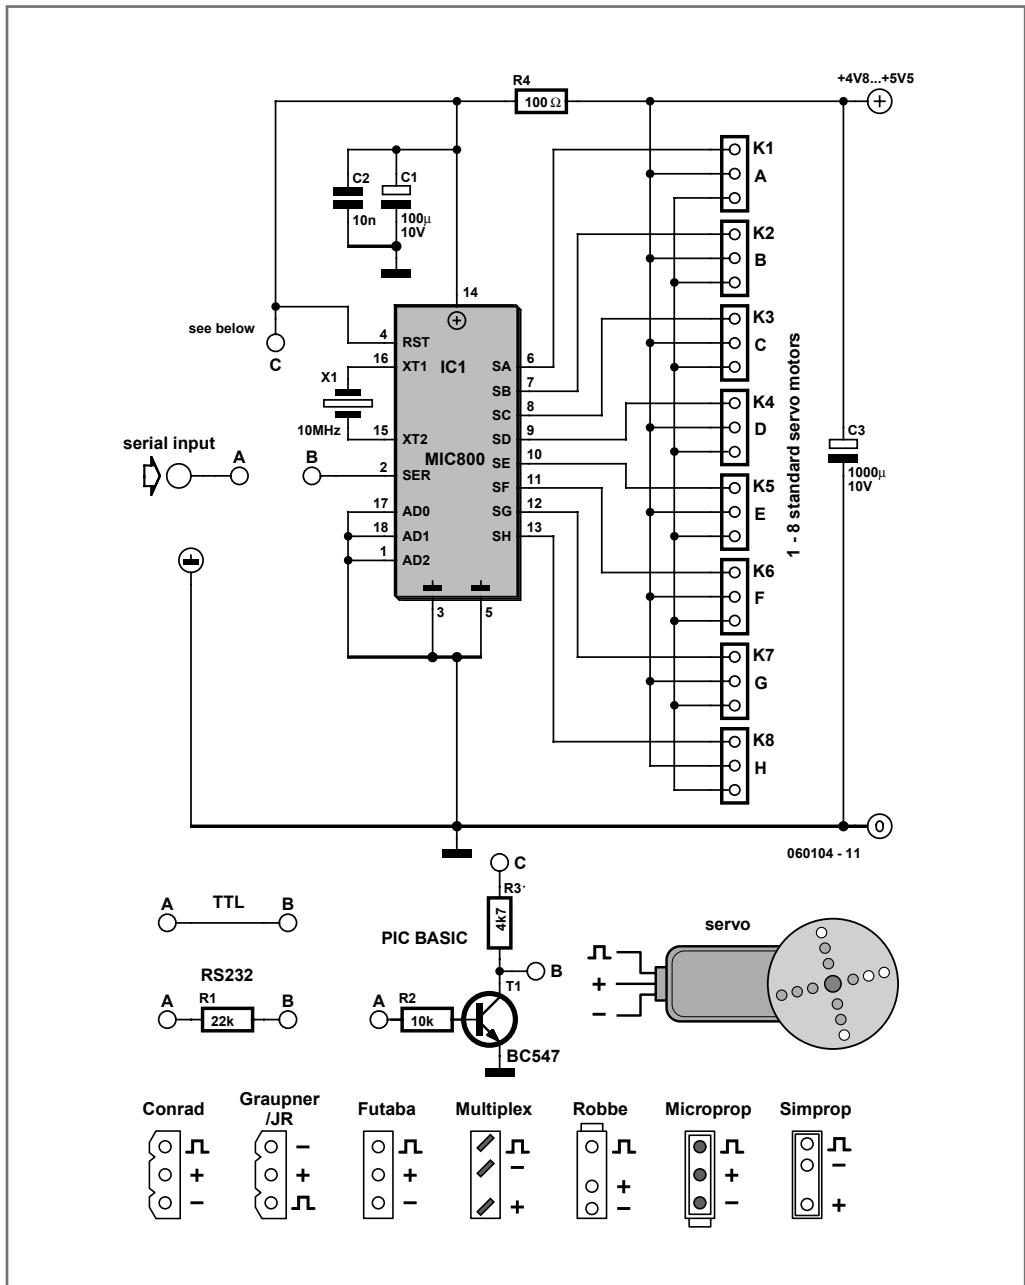 R4
+4V8...+5V5
100 Ω
K1
A
C2
C1
10n
100µ
10V
K2
B
14
see below
C
4
RST
K3
C
16
XT1
IC1
SA
6
X1
SB
7
10MHz
SC
8
K4
D
15
XT2
SD
9
C3
1000µ
10V
serial input
A
B
MIC800
SE
10
2
SER
SF
11
K5
E
17
AD0
SG
12
18
AD1
SH
13
1
AD2
1 - 8 standard servo motors
K6
F
3
5
K7
G
K8
H
0
060104 - 11
C
R3
4k7
A
TTL
B
PIC BASIC
B
servo
T1
RS232
A
R1
22k
B
A
R2
10k
+
−
BC547
Conrad
Graupner
/JR
Futaba
Multiplex
Robbe
Microprop
Simprop
−
−
−
+
+
+
+
+
−
−
+
−
−
−
+